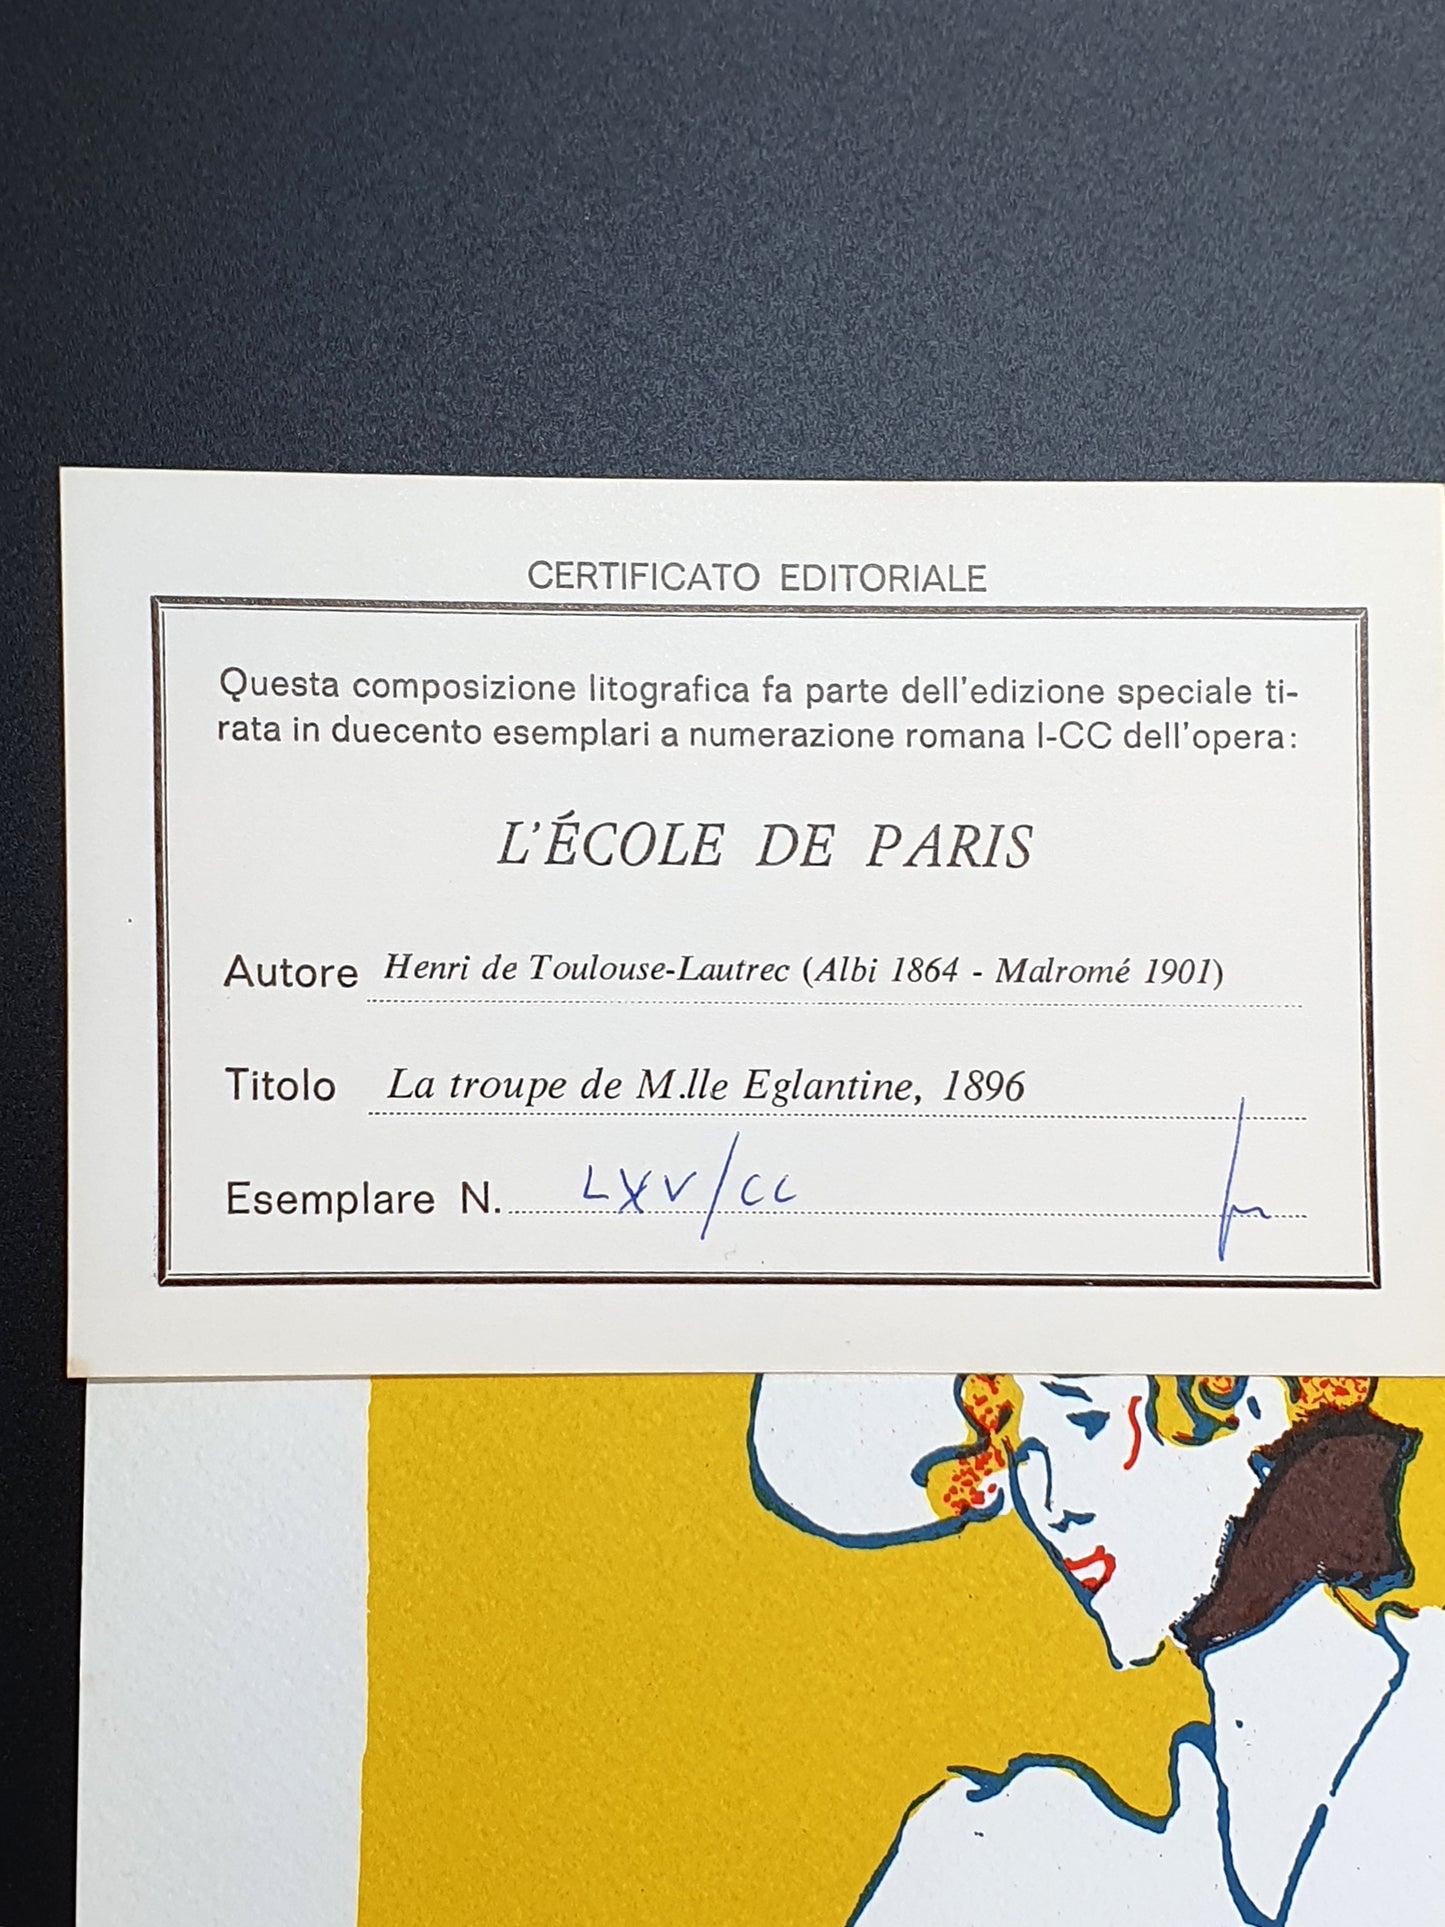 CERTIFICATO EDITORIALE
Questa composizione litografica fa parte dell'edizione speciale ti-
rata in duecento esemplari a numerazione romana I-CC dell'opera:
L'ÉCOLE DE PARIS
Autore Henri de Toulouse-Lautrec (Albi 1864 - Malromé 1901)
Titolo La troupe de M.lle Eglantine, 1896
Esemplare N. LXV/CC